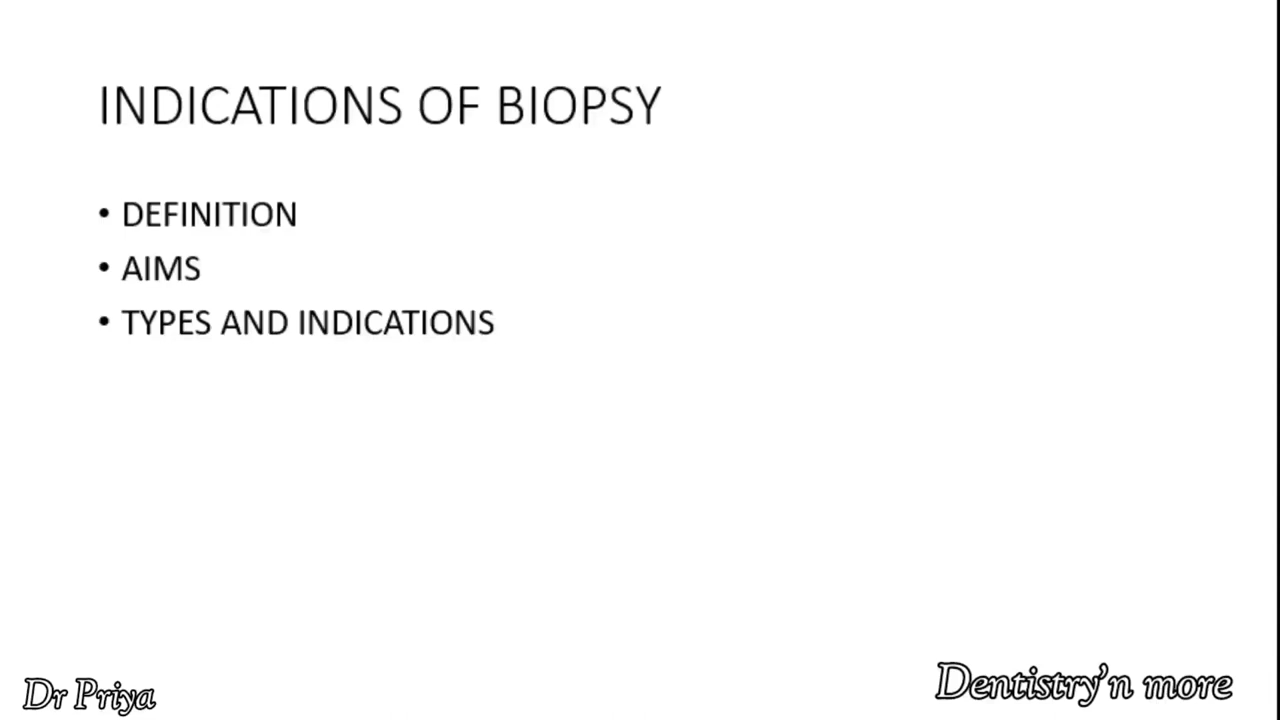 INDICATIONS OF BIOPSY
• DEFINITION
• AIMS
• TYPES AND INDICATIONS
Dr Priya
Dentistry'n more